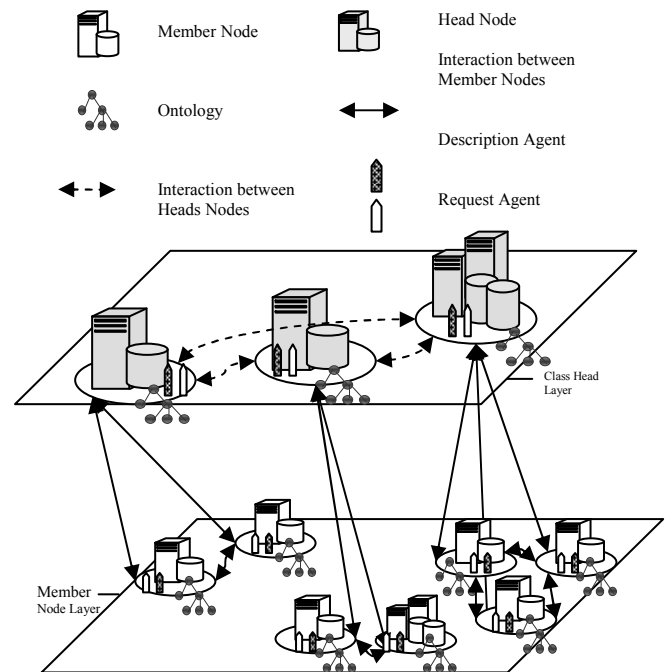 Member Node
Head Node
Interaction between
Member Nodes
Ontology
Description Agent
Interaction between
Heads Nodes
Request Agent
Class Head
Layer
Member
Node Layer